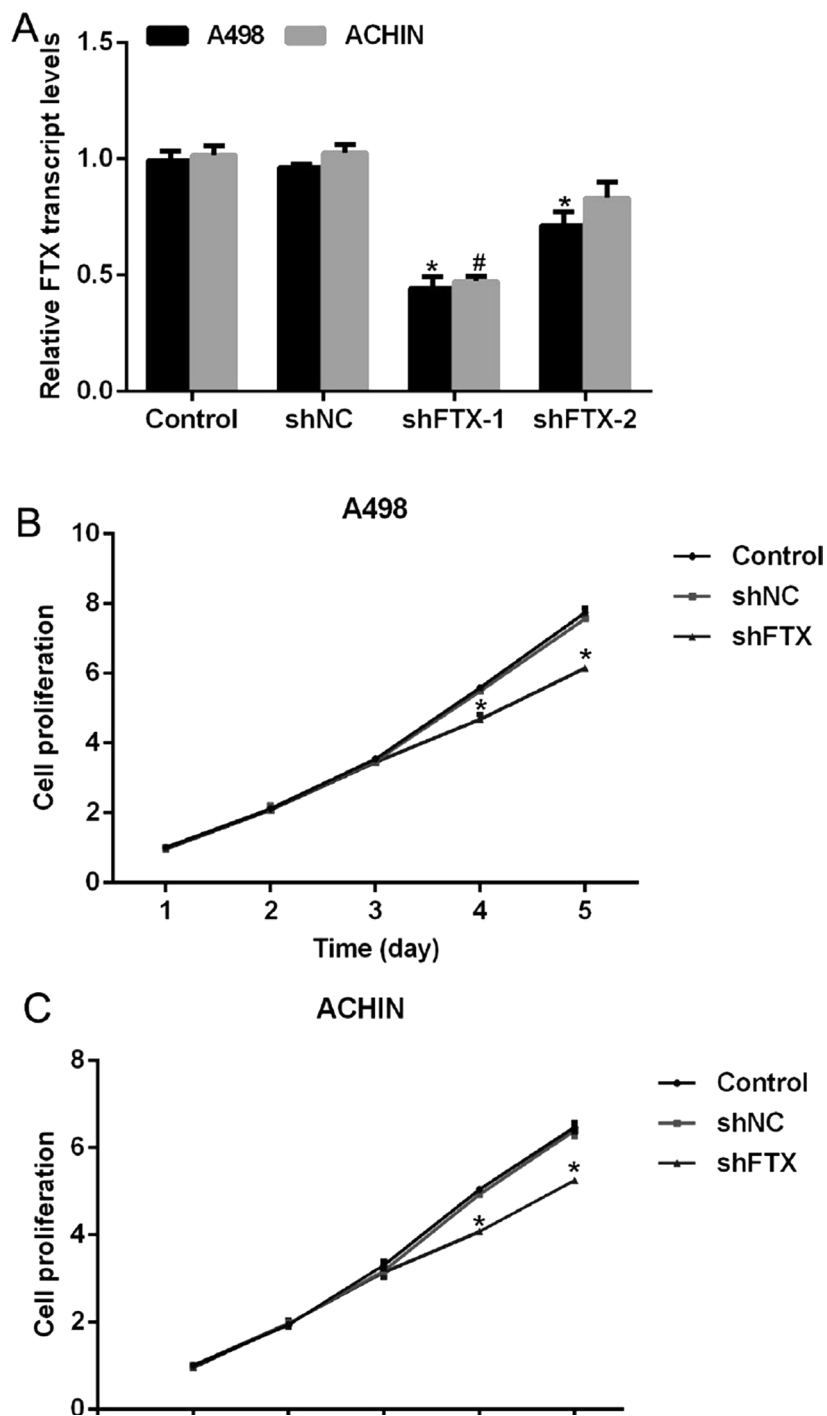 A
A498 ACHIN
Relative FTX transcript levels
1.5
1.0
0.5
0.0
* # *
*
Control shNC shFTX-1 shFTX-2
B
A498
Cell proliferation
10
8
6
4
2
0
*
*
1 2 3 4 5
Time (day)
Control
shNC
shFTX
C
ACHIN
Cell proliferation
8
6
4
2
0
*
*
Control
shNC
shFTX